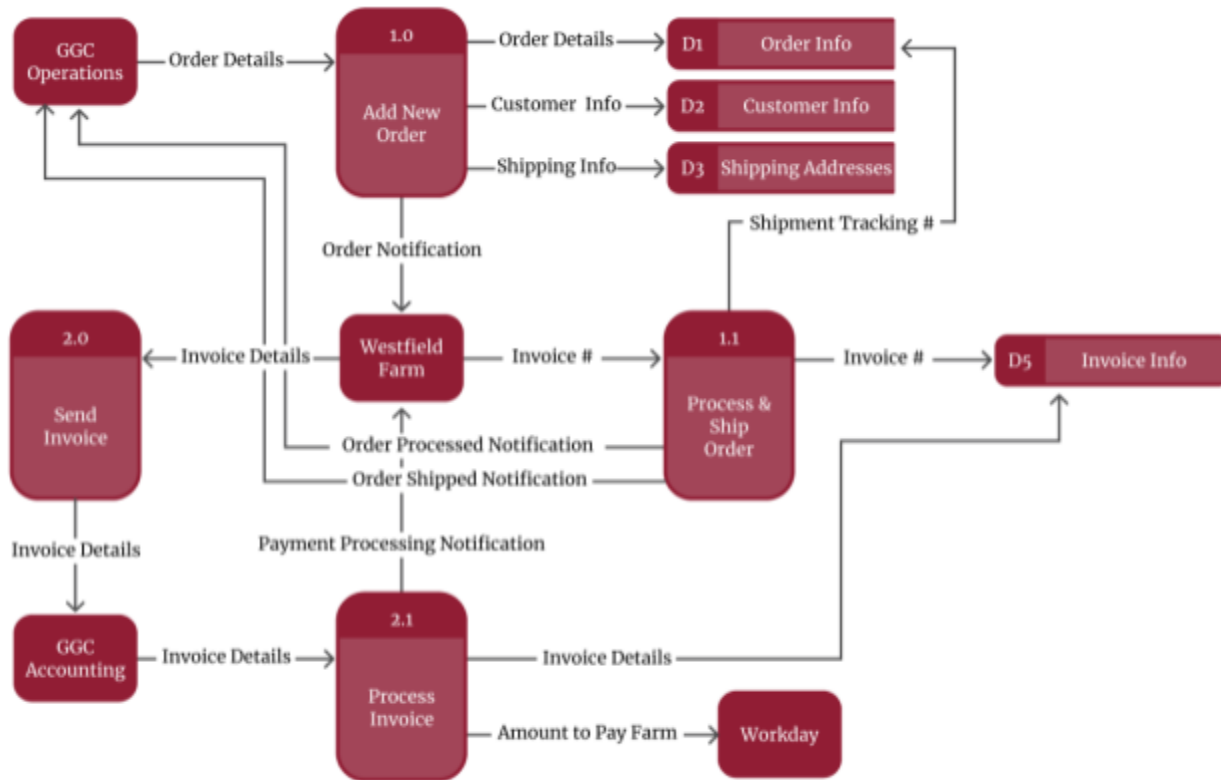 GGC
Operations
Order Details
1.0
Add New
Order
Order Details
D1
Order Info
Customer Info
D2
Customer Info
Shipping Info
D3
Shipping Addresses
Shipment Tracking #
Order Notification
2.0
Send
Invoice
Invoice Details
Westfield
Farm
Invoice #
1.1
Process &
Ship
Order
Invoice #
D5
Invoice Info
Order Processed Notification
Order Shipped Notification
Invoice Details
Payment Processing Notification
GGC
Accounting
Invoice Details
2.1
Process
Invoice
Invoice Details
Amount to Pay Farm
Workday